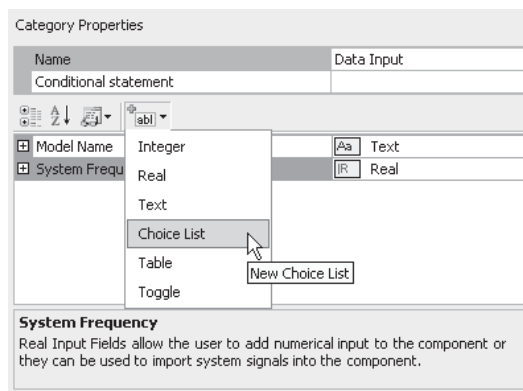 Category Properties
Name Data Input
Conditional statement
A Z abl
Model Name Aa Text
System Frequ R Real
Integer
Real
Text
Choice List
New Choice List
Table
Toggle
System Frequency
Real Input Fields allow the user to add numerical input to the component or
they can be used to import system signals into the component.